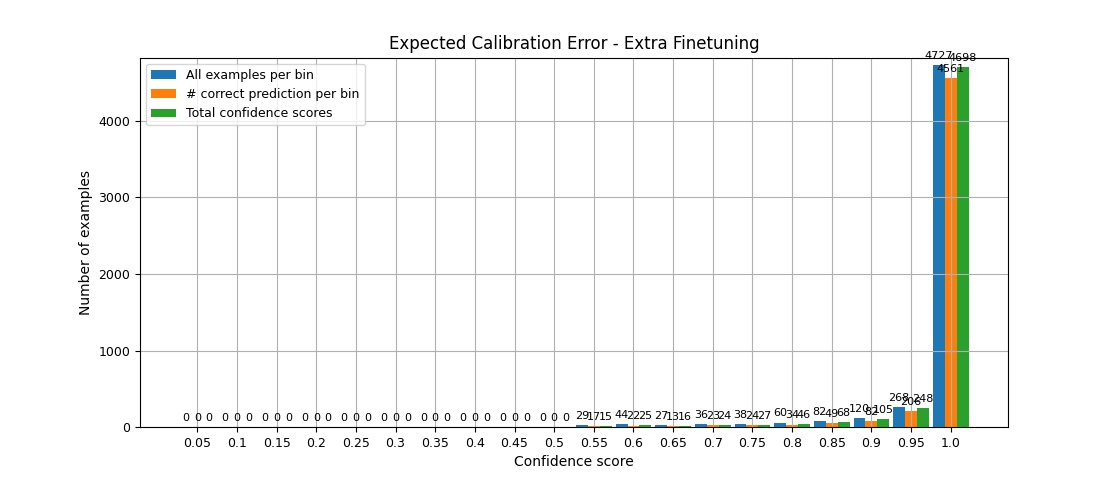 Expected Calibration Error - Extra Finetuning
All examples per bin
# correct prediction per bin
Total confidence scores
Number of examples
4000
3000
2000
1000
0
4727 4561 4698
0 0 0 0 0 0 0 0 0 0 0 0 0 0 0 0 0 0 0 0 0 0 0 0 0 0 0 0 0 0 29 17 15 44 22 25 27 13 16 36 23 24 38 24 27 60 34 46 82 49 68 120 82 105 268 206 248
0.05 0.1 0.15 0.2 0.25 0.3 0.35 0.4 0.45 0.5 0.55 0.6 0.65 0.7 0.75 0.8 0.85 0.9 0.95 1.0
Confidence score